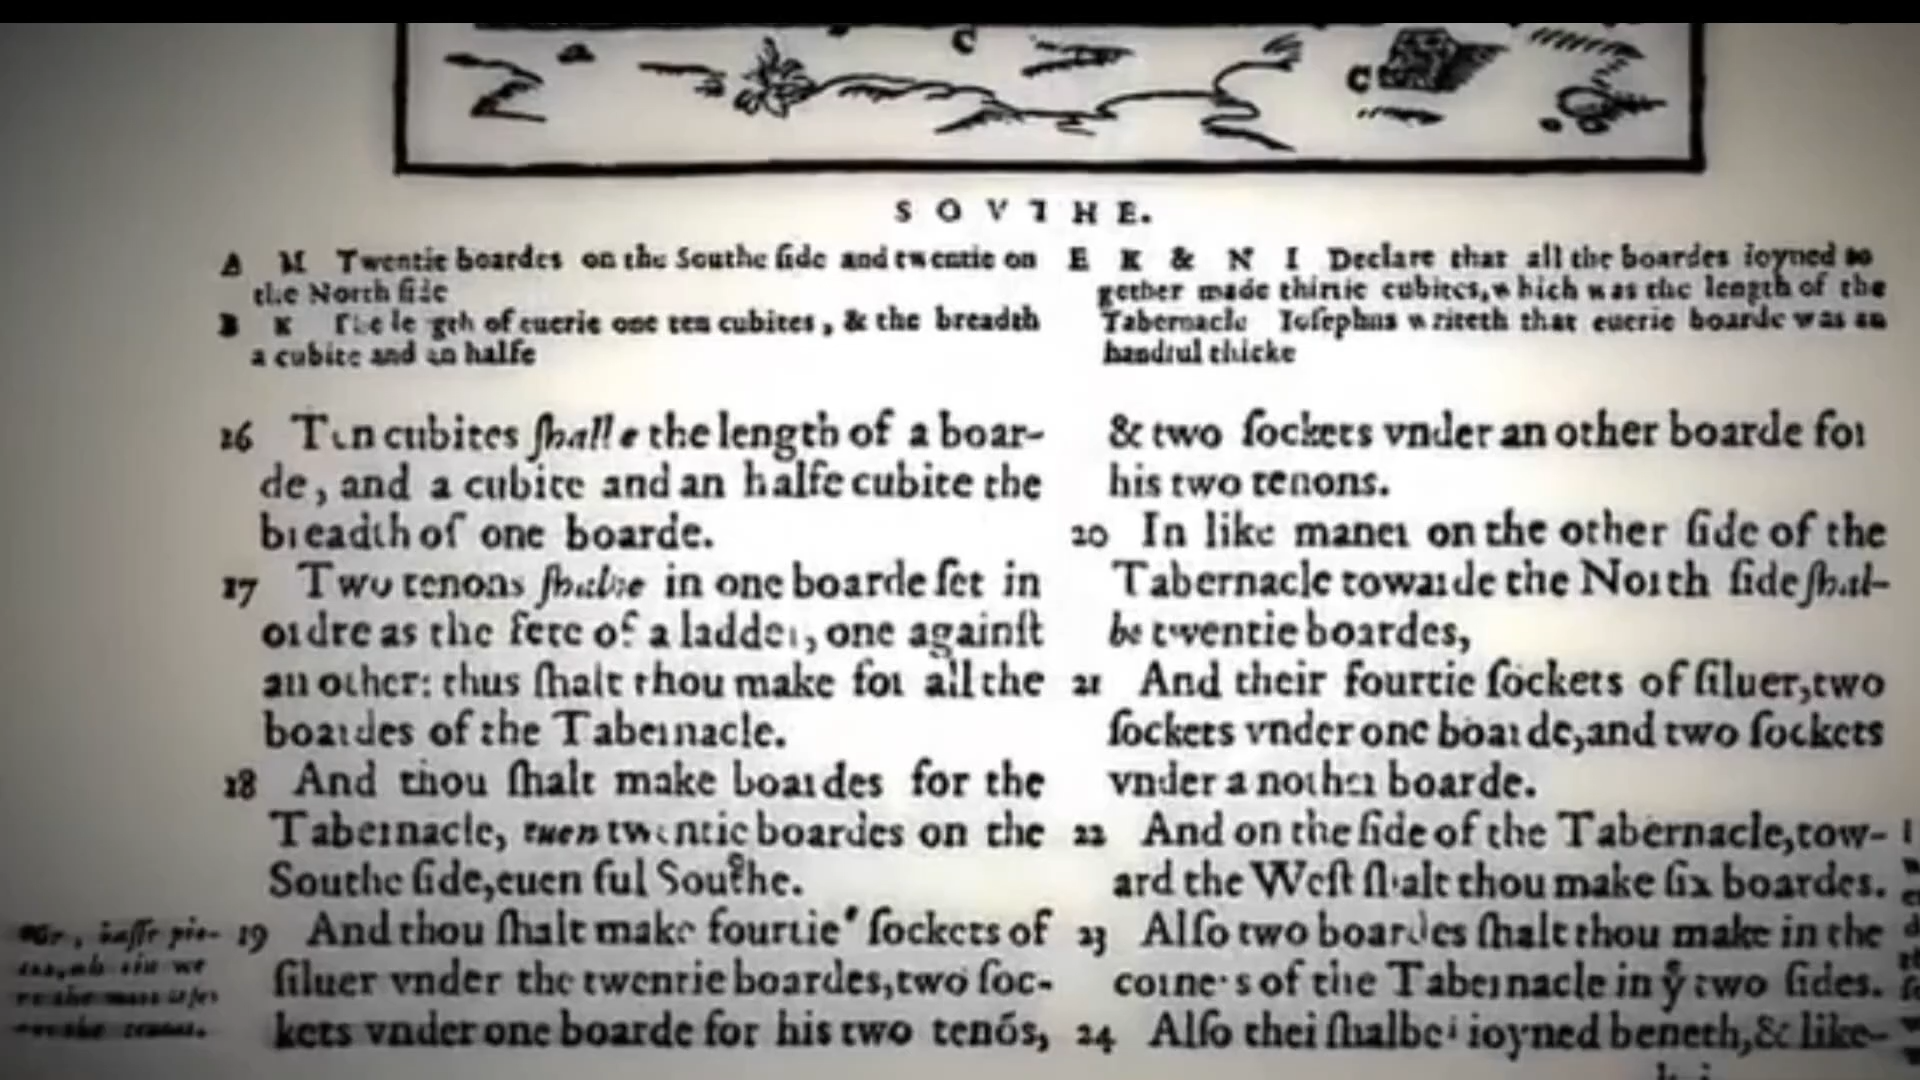 C
C
SOVTHE.
A M Twentie boardes on the Southe ſide and twentie on
the North ſide
B K The length of euerie one ten cubites, & the breadth
a cubite and an halfe
E K & N I Declare that all the boardes ioyned to
gether made thirtie cubites, which was the length of the
Tabernacle Ioſephus writeth that euerie boarde was an
handful thicke
26 Ten cubites ſhall e the length of a boar-
de, and a cubite and an halfe cubite the
breadth of one boarde.
17 Two tenons ſhalbe in one boarde ſet in
ordre as the fete of a ladder, one againſt
an other: thus ſhalt thou make for all the
boardes of the Tabernacle.
18 And thou ſhalt make boardes for the
Tabernacle, euen twentie boardes on the
Southe ſide, euen ful Southe.
19 And thou ſhalt make fourtie ſockets of
ſiluer vnder the twentie boardes, two ſoc-
kets vnder one boarde for his two tenós,
& two ſockets vnder an other boarde for
his two tenons.
20 In like maner on the other ſide of the
Tabernacle towarde the North ſide ſhal-
be twentie boardes,
21 And their fourtie ſockets of ſiluer, two
ſockets vnder one boarde, and two ſockets
vnder a nother boarde.
22 And on the ſide of the Tabernacle, tow-
ard the Weſt ſhalt thou make ſix boardes.
23 Alſo two boardes ſhalt thou make in the
corners of the Tabernacle in ẙ two ſides.
24 Alſo thei ſhalbe ioyned beneth, & like-